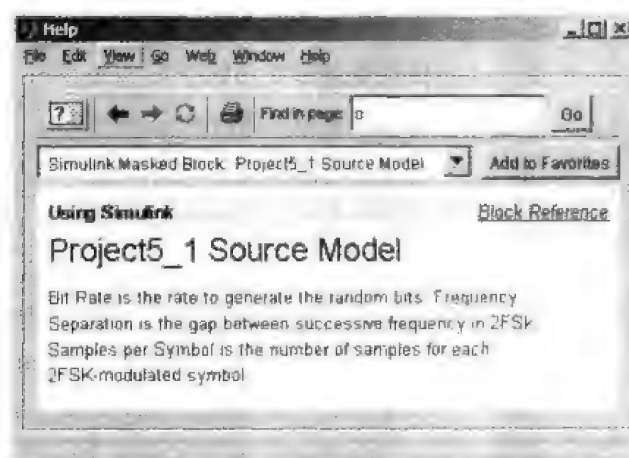 Help
File Edit View Go Web Window Help
? Find in page: Go
Simulink Masked Block: Project5_1 Source Model Add to Favorites
Using Simulink Block Reference
Project5_1 Source Model
Bit Rate is the rate to generate the random bits. Frequency
Separation is the gap between successive frequency in 2FSk.
Samples per Symbol is the number of samples for each
2FSK-modulated symbol